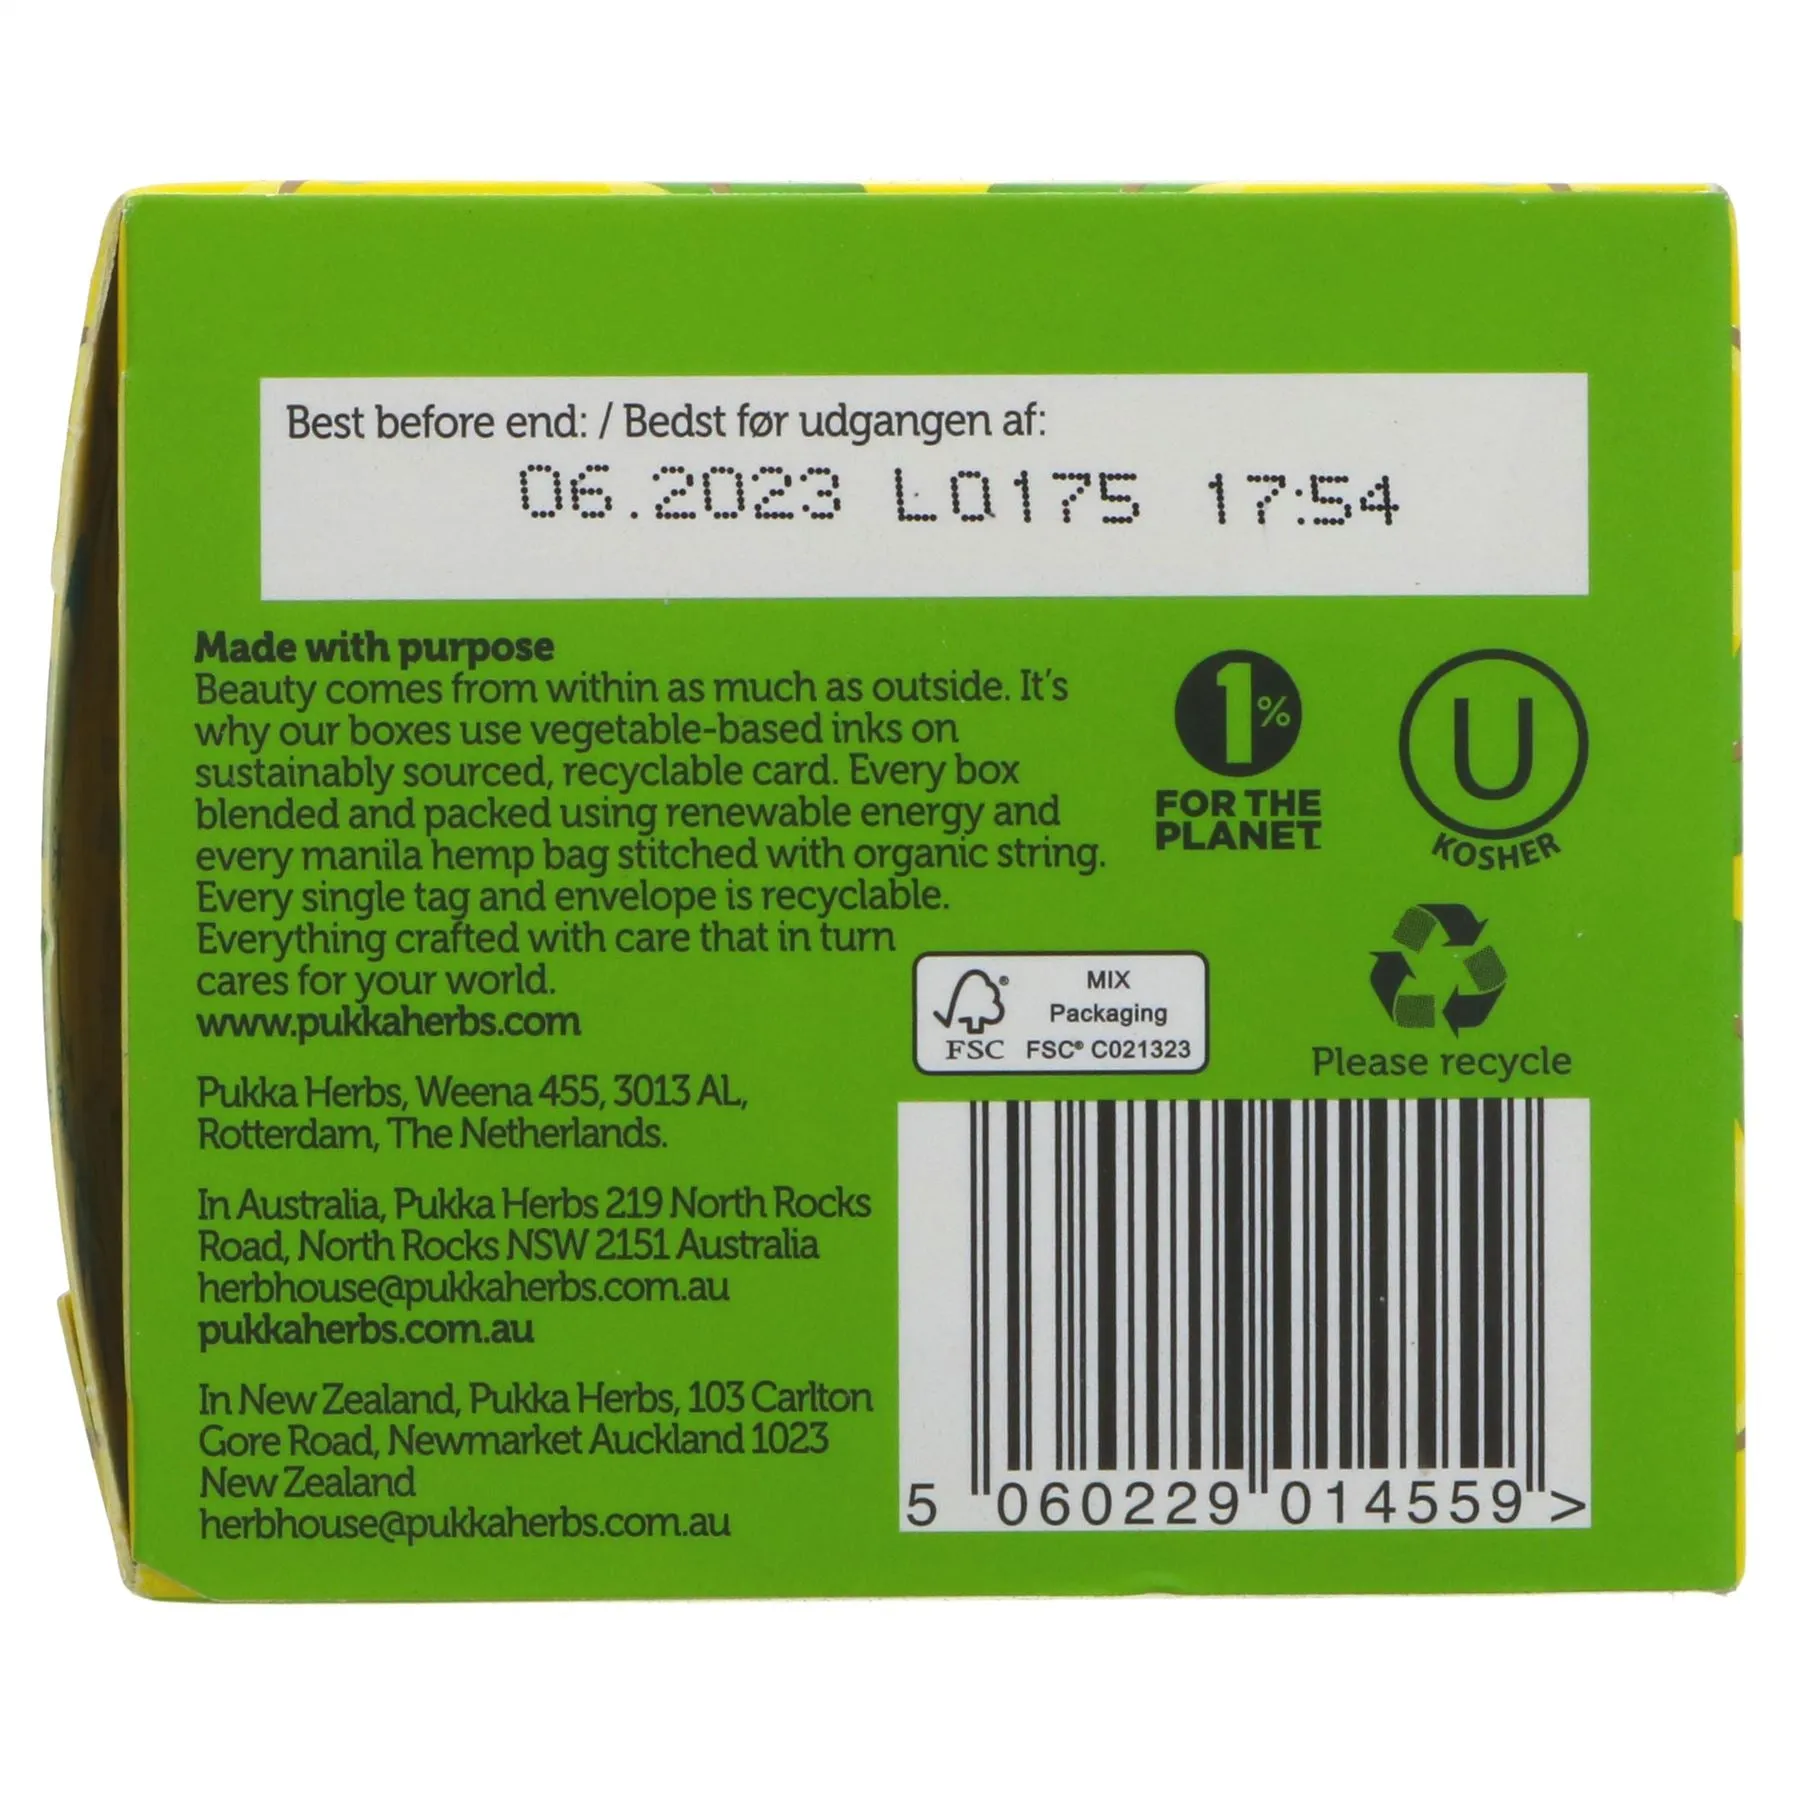 Best before end: / Bedst før udgangen af:
06.2023 L0175 17:54
Made with purpose
Beauty comes from within as much as outside. It's
why our boxes use vegetable-based inks on
sustainably sourced, recyclable card. Every box
blended and packed using renewable energy and
every manila hemp bag stitched with organic string.
Every single tag and envelope is recyclable.
Everything crafted with care that in turn
cares for your world.
www.pukkaherbs.com
Pukka Herbs, Weena 455, 3013 AL,
Rotterdam, The Netherlands.
In Australia, Pukka Herbs 219 North Rocks
Road, North Rocks NSW 2151 Australia
herbhouse@pukkaherbs.com.au
pukkaherbs.com.au
In New Zealand, Pukka Herbs, 103 Carlton
Gore Road, Newmarket Auckland 1023
New Zealand
herbhouse@pukkaherbs.com.au
1%
FOR THE
PLANET
U
KOSHER
FSC®
MIX
Packaging
FSC® C021323
Please recycle
5 060229 014559 >